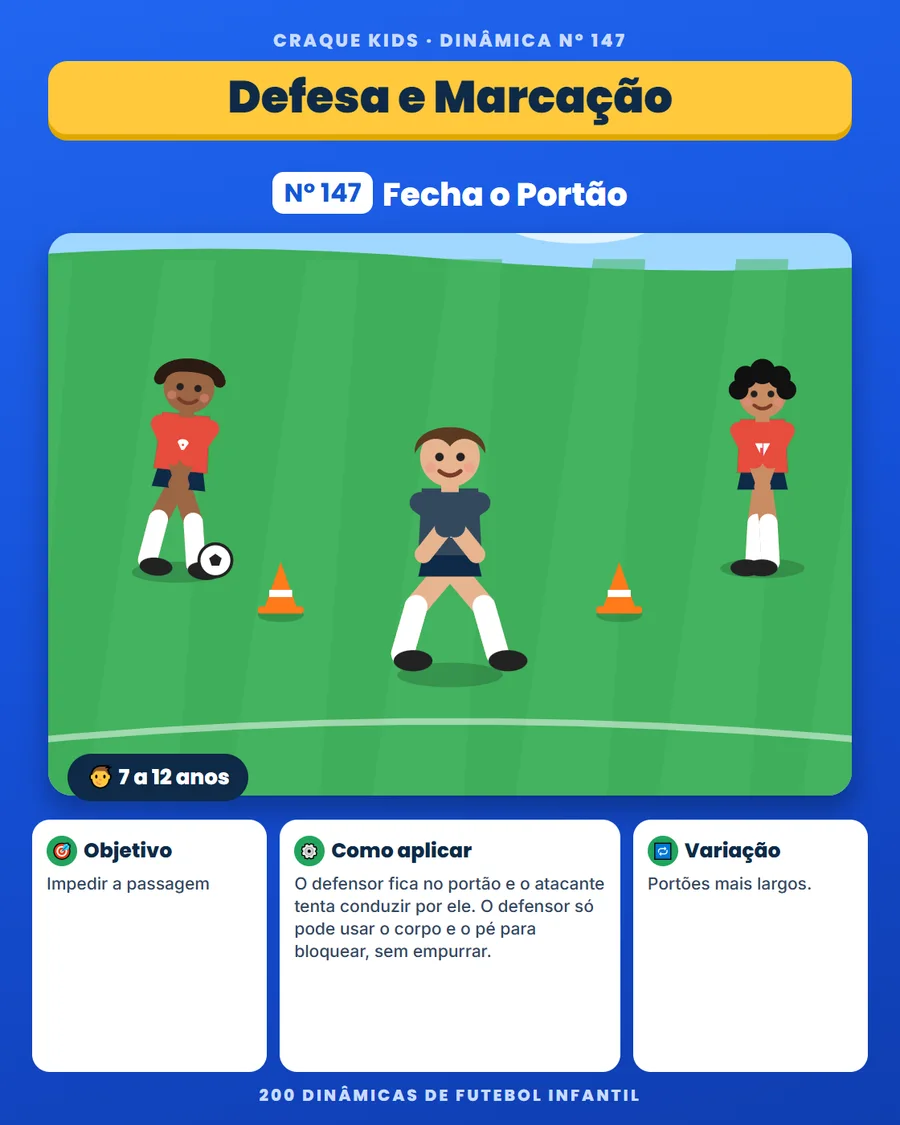 CRAQUE KIDS · DINÂMICA Nº 147
Defesa e Marcação
Nº 147 Fecha o Portão
7 a 12 anos
Objetivo
Impedir a passagem
Como aplicar
O defensor fica no portão e o atacante
tenta conduzir por ele. O defensor só
pode usar o corpo e o pé para
bloquear, sem empurrar.
Variação
Portões mais largos.
200 DINÂMICAS DE FUTEBOL INFANTIL